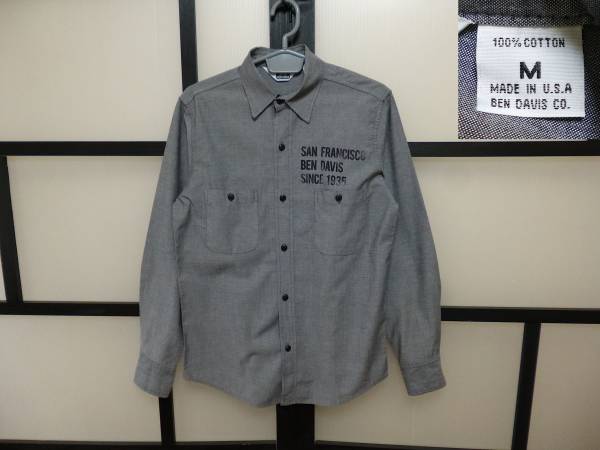 SAN FRANCISCO
BEN DAVIS
SINCE 1935
100% COTTON
M
MADE IN U.S.A
BEN DAVIS CO.